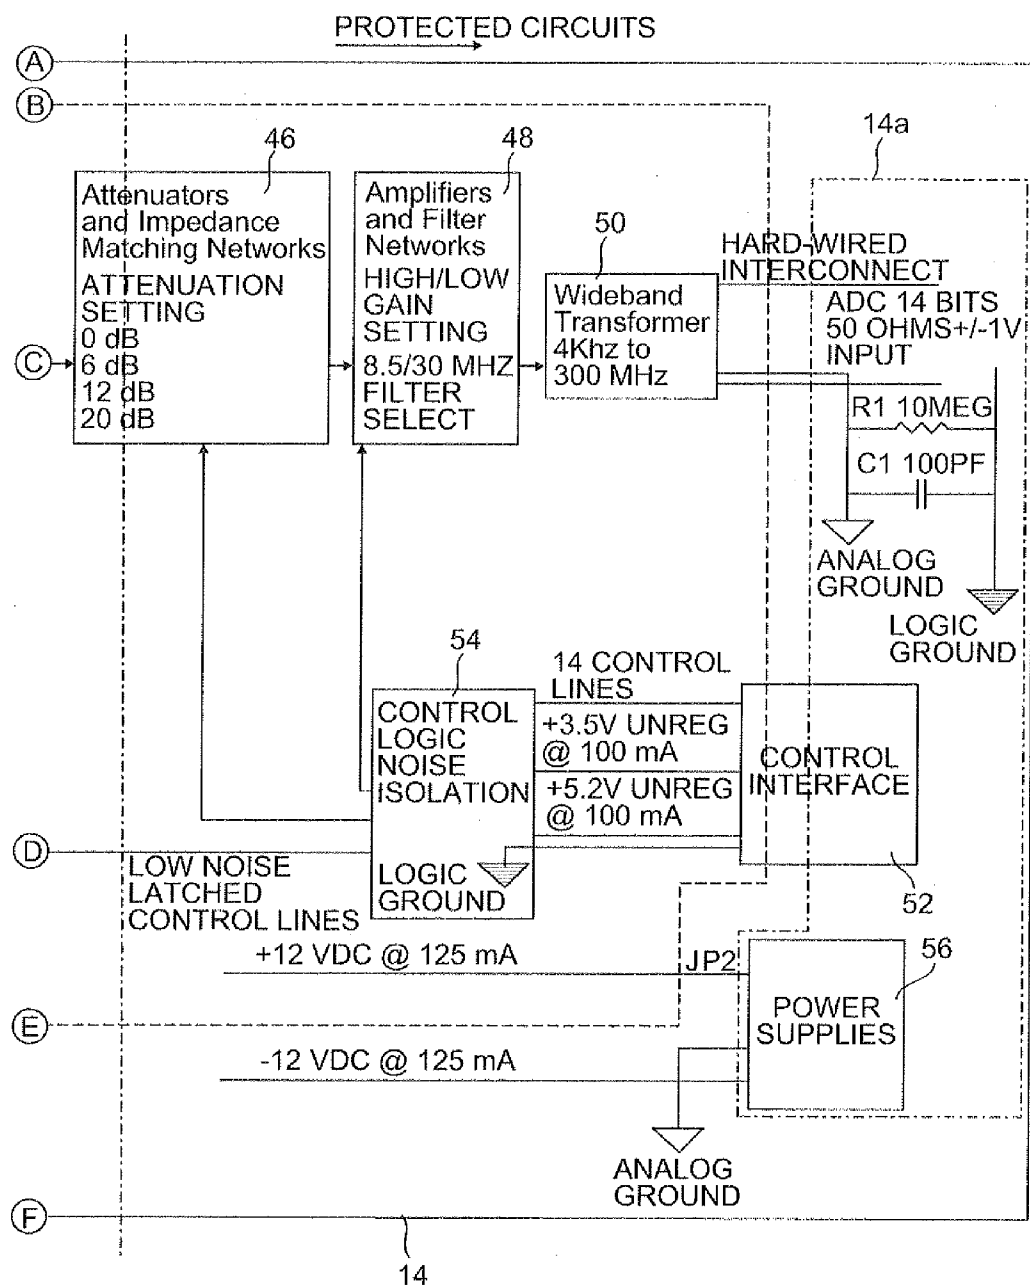 PROTECTED CIRCUITS
A
B
14a
46
Attenuators
and Impedance
Matching Networks
ATTENUATION
SETTING
0 dB
6 dB
12 dB
20 dB
48
Amplifiers
and Filter
Networks
HIGH/LOW
GAIN
SETTING
8.5/30 MHZ
FILTER
SELECT
50
Wideband
Transformer
4Khz to
300 MHz
HARD-WIRED
INTERCONNECT
ADC 14 BITS
50 OHMS+/-1V
INPUT
C
R1 10MEG
C1 100PF
ANALOG
GROUND
LOGIC
GROUND
54
CONTROL
LOGIC
NOISE
ISOLATION
LOGIC
GROUND
14 CONTROL
LINES
+3.5V UNREG
@ 100 mA
+5.2V UNREG
@ 100 mA
CONTROL
INTERFACE
52
D
LOW NOISE
LATCHED
CONTROL LINES
+12 VDC @ 125 mA
JP2
56
POWER
SUPPLIES
E
-12 VDC @ 125 mA
ANALOG
GROUND
F
14